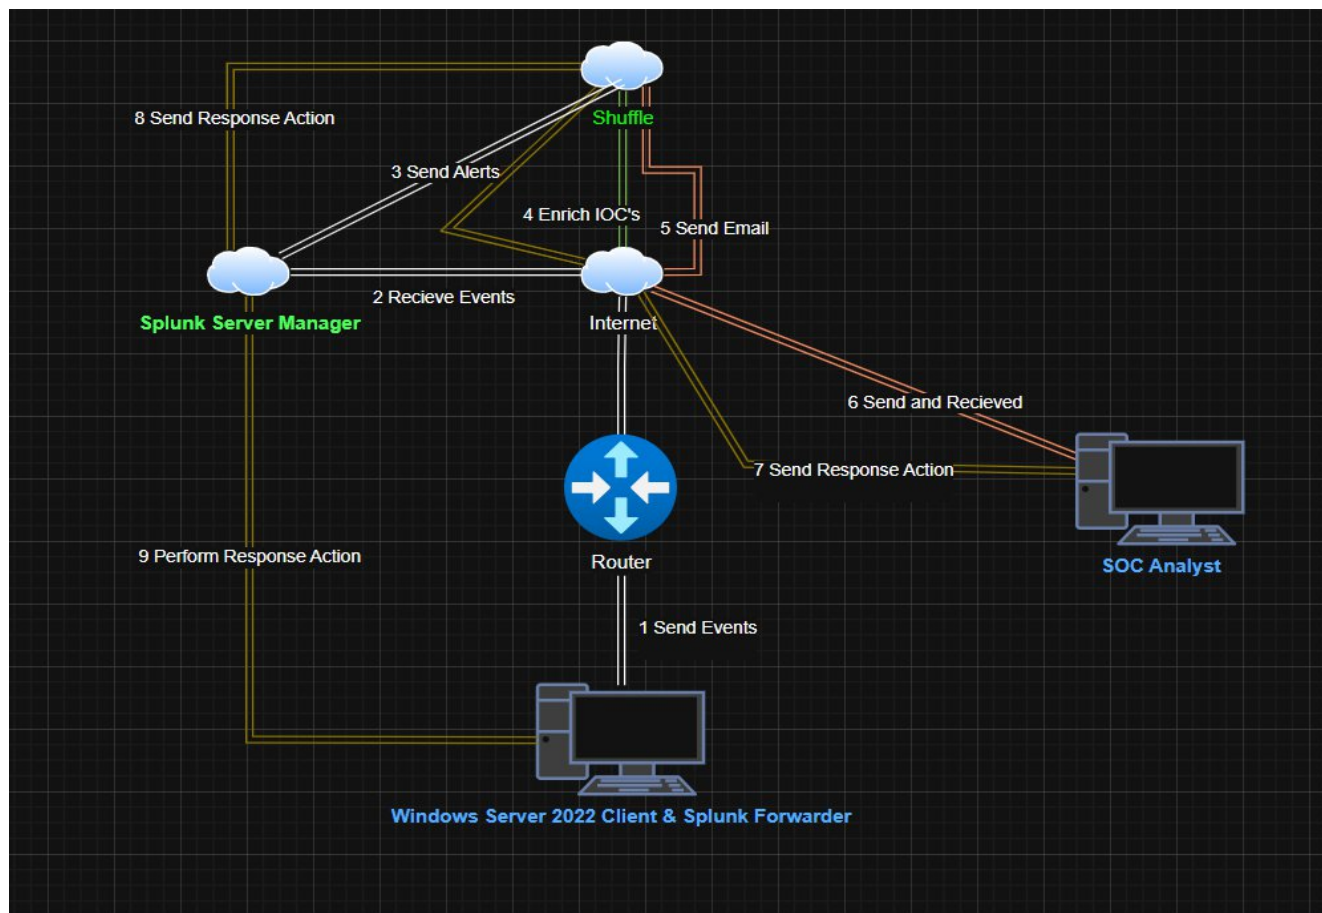 Shuffle
8 Send Response Action
3 Send Alerts
4 Enrich IOC's
5 Send Email
2 Recieve Events
Splunk Server Manager
Internet
6 Send and Recieved
7 Send Response Action
9 Perform Response Action
Router
SOC Analyst
1 Send Events
Windows Server 2022 Client & Splunk Forwarder